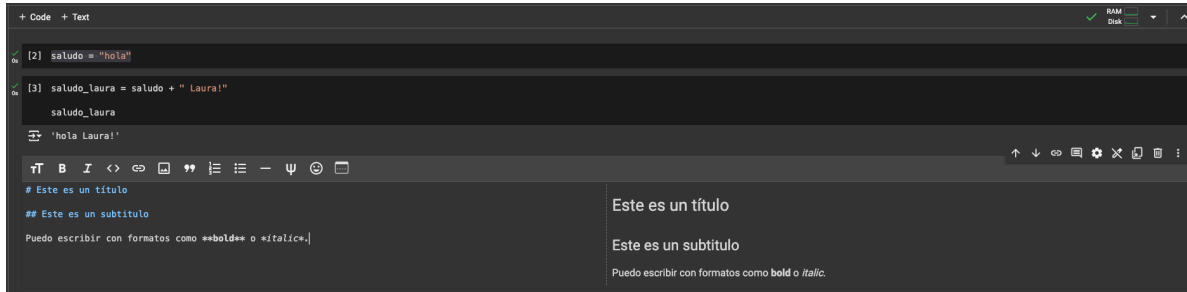 + Code + Text
RAM
Disk
0s [2] saludo = "hola"
0s [3] saludo_laura = saludo + " Laura!"
saludo_laura
'hola Laura!'
# Este es un título
## Este es un subtitulo
Puedo escribir con formatos como **bold** o *italic*.
Este es un título
Este es un subtitulo
Puedo escribir con formatos como bold o italic.